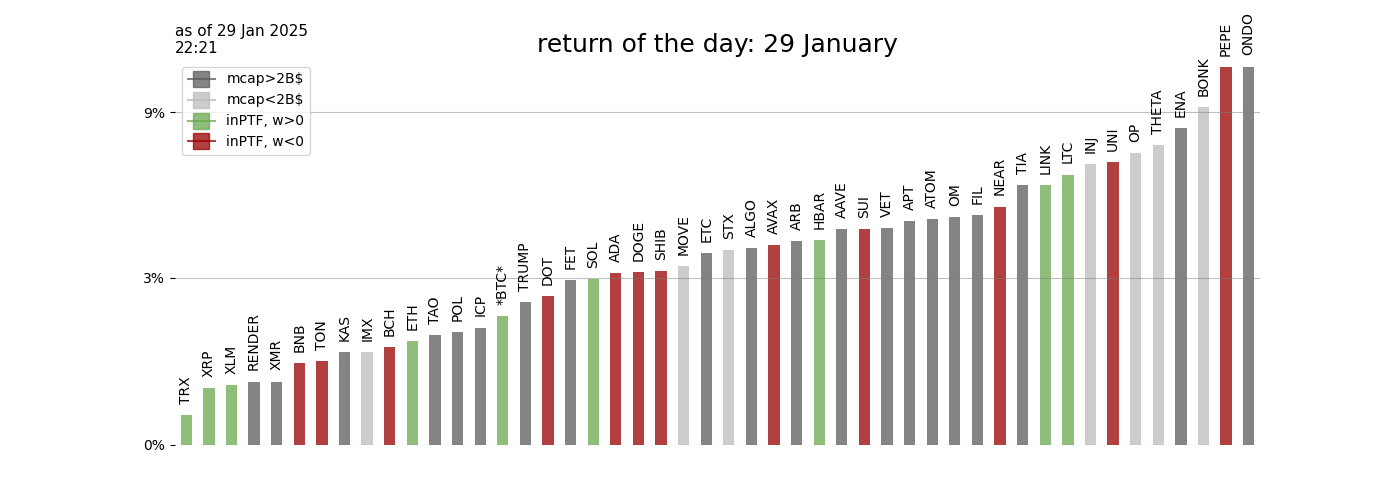 as of 29 Jan 2025
22:21
return of the day: 29 January
mcap>2B$
mcap<2B$
inPTF, w>0
inPTF, w<0
9%
3%
0%
TRX
XRP
XLM
RENDER
XMR
BNB
TON
KAS
IMX
BCH
ETH
TAO
POL
ICP
*BTC*
TRUMP
DOT
FET
SOL
ADA
DOGE
SHIB
MOVE
ETC
STX
ALGO
AVAX
ARB
HBAR
AAVE
SUI
VET
APT
ATOM
OM
FIL
NEAR
TIA
LINK
LTC
INJ
UNI
OP
THETA
ENA
BONK
PEPE
ONDO